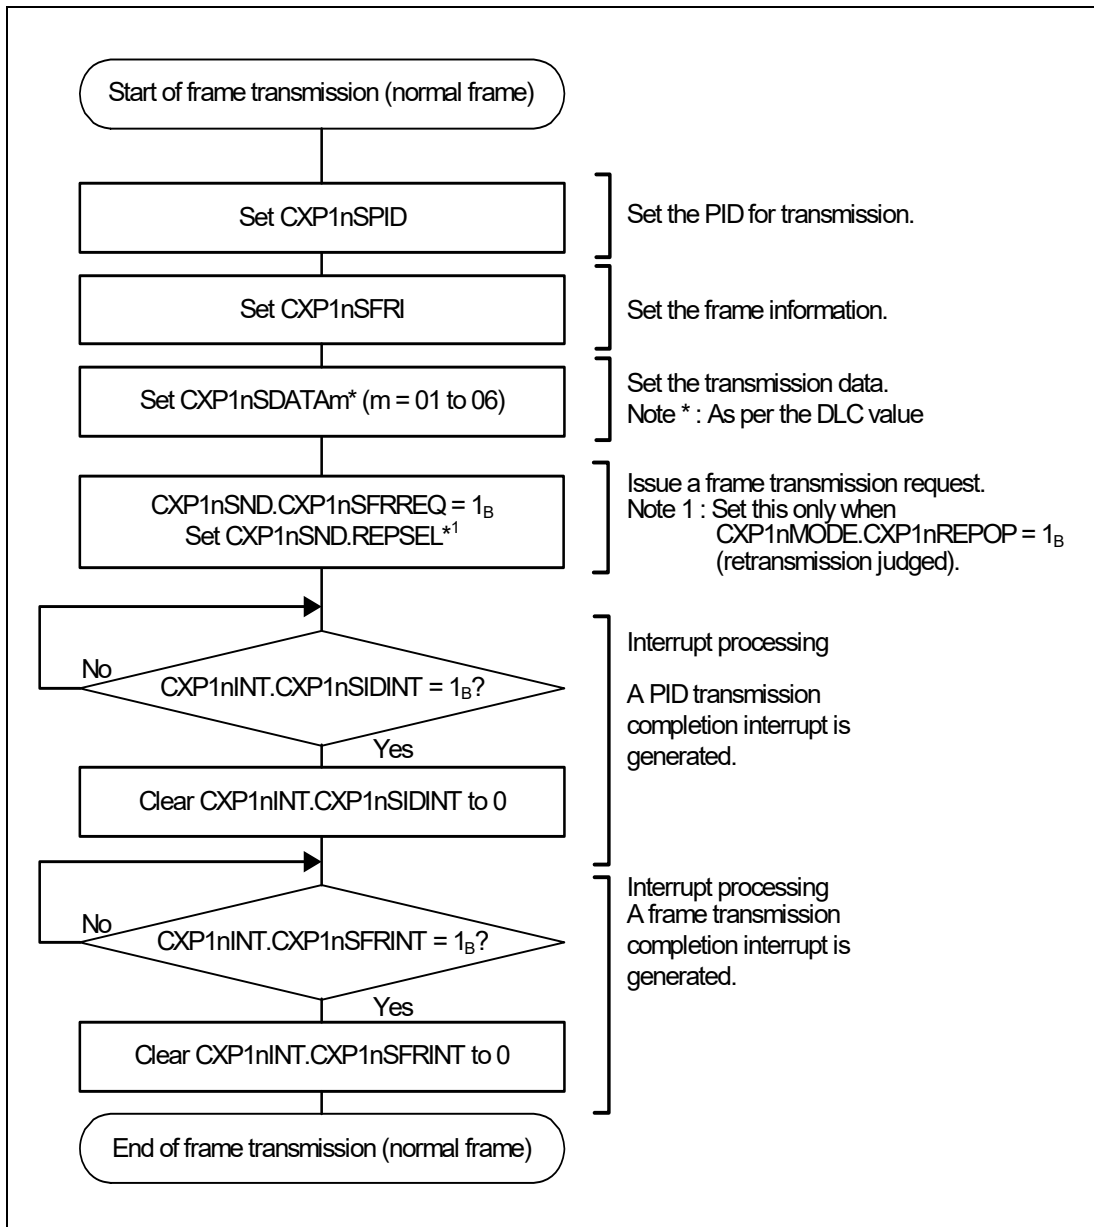 Start of frame transmission (normal frame)
Set CXP1nSPID
Set the PID for transmission.
Set CXP1nSFRI
Set the frame information.
Set CXP1nSDATAm* (m = 01 to 06)
Set the transmission data.
Note * : As per the DLC value
CXP1nSND.CXP1nSFRREQ = 1B
Set CXP1nSND.REPSEL*1
Issue a frame transmission request.
Note 1 : Set this only when
CXP1nMODE.CXP1nREPOP = 1B
(retransmission judged).
No
CXP1nINT.CXP1nSIDINT = 1B?
Yes
Clear CXP1nINT.CXP1nSIDINT to 0
Interrupt processing
A PID transmission
completion interrupt is
generated.
No
CXP1nINT.CXP1nSFRINT = 1B?
Yes
Clear CXP1nINT.CXP1nSFRINT to 0
Interrupt processing
A frame transmission
completion interrupt is
generated.
End of frame transmission (normal frame)